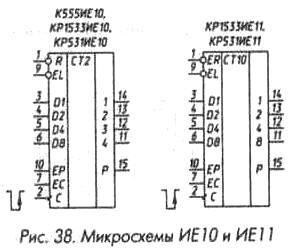 К555ИЕ10,
КР1533ИЕ10,
КР531ИЕ10
КР1533ИЕ11,
КР531ИЕ11
1 R CT2
9 EL
3 D1 1 14
4 D2 2 13
5 D4 3 12
6 D8 4 11
10 EP P 15
7 EC
2 C
1 ER CT10
9 EL
3 D1 1 14
4 D2 2 13
5 D4 4 12
6 D8 8 11
10 EP P 15
7 EC
2 C
Рис. 38. Микросхемы ИЕ10 и ИЕ11